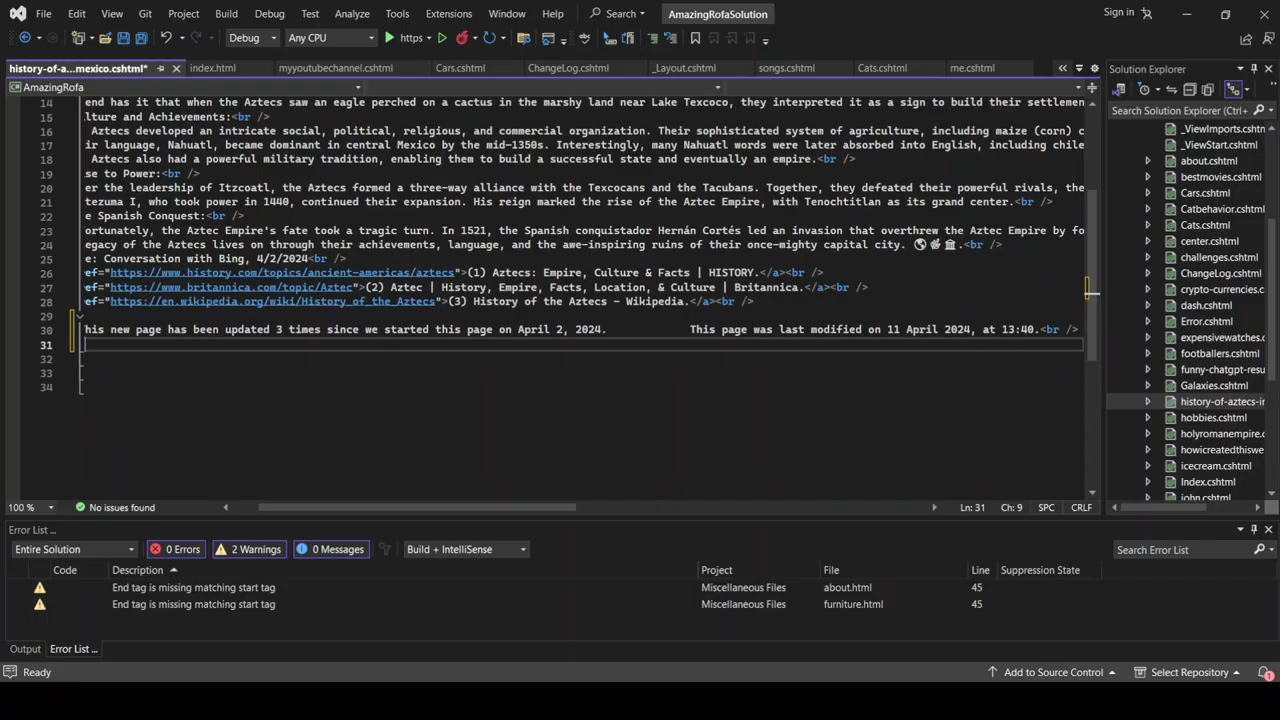 File Edit View Git Project Build Debug Test Analyze Tools Extensions Window Help Search AmazingRofaSolution Sign in
Debug Any CPU https
history-of-a...mexico.cshtml* index.html myyoutubechannel.cshtml Cars.cshtml ChangeLog.cshtml _Layout.cshtml songs.cshtml Cats.cshtml me.cshtml
AmazingRofa
14 end has it that when the Aztecs saw an eagle perched on a cactus in the marshy land near Lake Texcoco, they interpreted it as a sign to build their settlemen
15 lture and Achievements:<br />
16 Aztecs developed an intricate social, political, religious, and commercial organization. Their sophisticated system of agriculture, including maize (corn) c
17 ir language, Nahuatl, became dominant in central Mexico by the mid-1350s. Interestingly, many Nahuatl words were later absorbed into English, including chile
18 Aztecs also had a powerful military tradition, enabling them to build a successful state and eventually an empire.<br />
19 se to Power:<br />
20 er the leadership of Itzcoatl, the Aztecs formed a three-way alliance with the Texcocans and the Tacubans. Together, they defeated their powerful rivals, the
21 tezuma I, who took power in 1440, continued their expansion. His reign marked the rise of the Aztec Empire, with Tenochtitlan as its grand center.<br />
22 e Spanish Conquest:<br />
23 ortunately, the Aztec Empire's fate took a tragic turn. In 1521, the Spanish conquistador Hernán Cortés led an invasion that overthrew the Aztec Empire by fo
24 egacy of the Aztecs lives on through their achievements, language, and the awe-inspiring ruins of their once-mighty capital city. 🌎🌵🏛️.<br />
25 e: Conversation with Bing, 4/2/2024<br />
26 ef="https://www.history.com/topics/ancient-americas/aztecs">(1) Aztecs: Empire, Culture & Facts | HISTORY.</a><br />
27 ef="https://www.britannica.com/topic/Aztec">(2) Aztec | History, Empire, Facts, Location, & Culture | Britannica.</a><br />
28 ef="https://en.wikipedia.org/wiki/History_of_the_Aztecs">(3) History of the Aztecs - Wikipedia.</a><br />
29
30 his new page has been updated 3 times since we started this page on April 2, 2024. This page was last modified on 11 April 2024, at 13:40.<br />
31
32
33
34
100 % No issues found Ln: 31 Ch: 9 SPC CRLF
Solution Explorer
Search Solution Explorer (Ctrl+
_ViewImports.cshtn
_ViewStart.cshtml
about.cshtml
bestmovies.cshtml
Cars.cshtml
Catbehavior.cshtml
Cats.cshtml
center.cshtml
challenges.cshtml
ChangeLog.cshtml
crypto-currencies.c
dash.cshtml
Error.cshtml
expensivewatches.c
footballers.cshtml
funny-chatgpt-resu
Galaxies.cshtml
history-of-aztecs-i
hobbies.cshtml
holyromanempire.c
howicreatedthiswe
icecream.cshtml
Index.cshtml
john.cshtml
Error List ...
Entire Solution 0 Errors 2 Warnings 0 Messages Build + IntelliSense Search Error List
Code Description Project File Line Suppression State
End tag is missing matching start tag Miscellaneous Files about.html 45
End tag is missing matching start tag Miscellaneous Files furniture.html 45
Output Error List ...
Ready Add to Source Control Select Repository 1